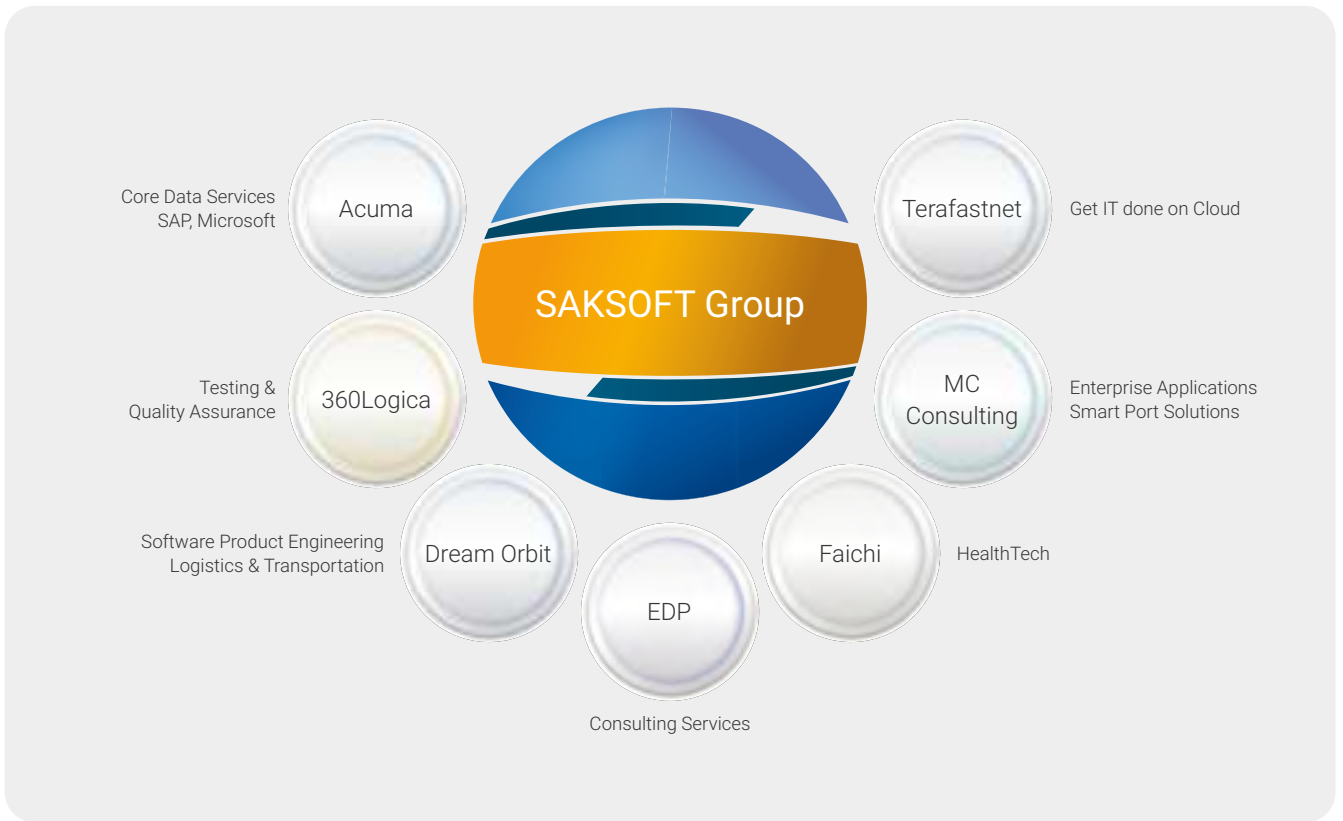 SAKSOFT Group
Core Data Services
SAP, Microsoft
Acuma
Testing &
Quality Assurance
360Logica
Software Product Engineering
Logistics & Transportation
Dream Orbit
EDP
Consulting Services
Faichi
HealthTech
MC
Consulting
Enterprise Applications
Smart Port Solutions
Terafastnet
Get IT done on Cloud